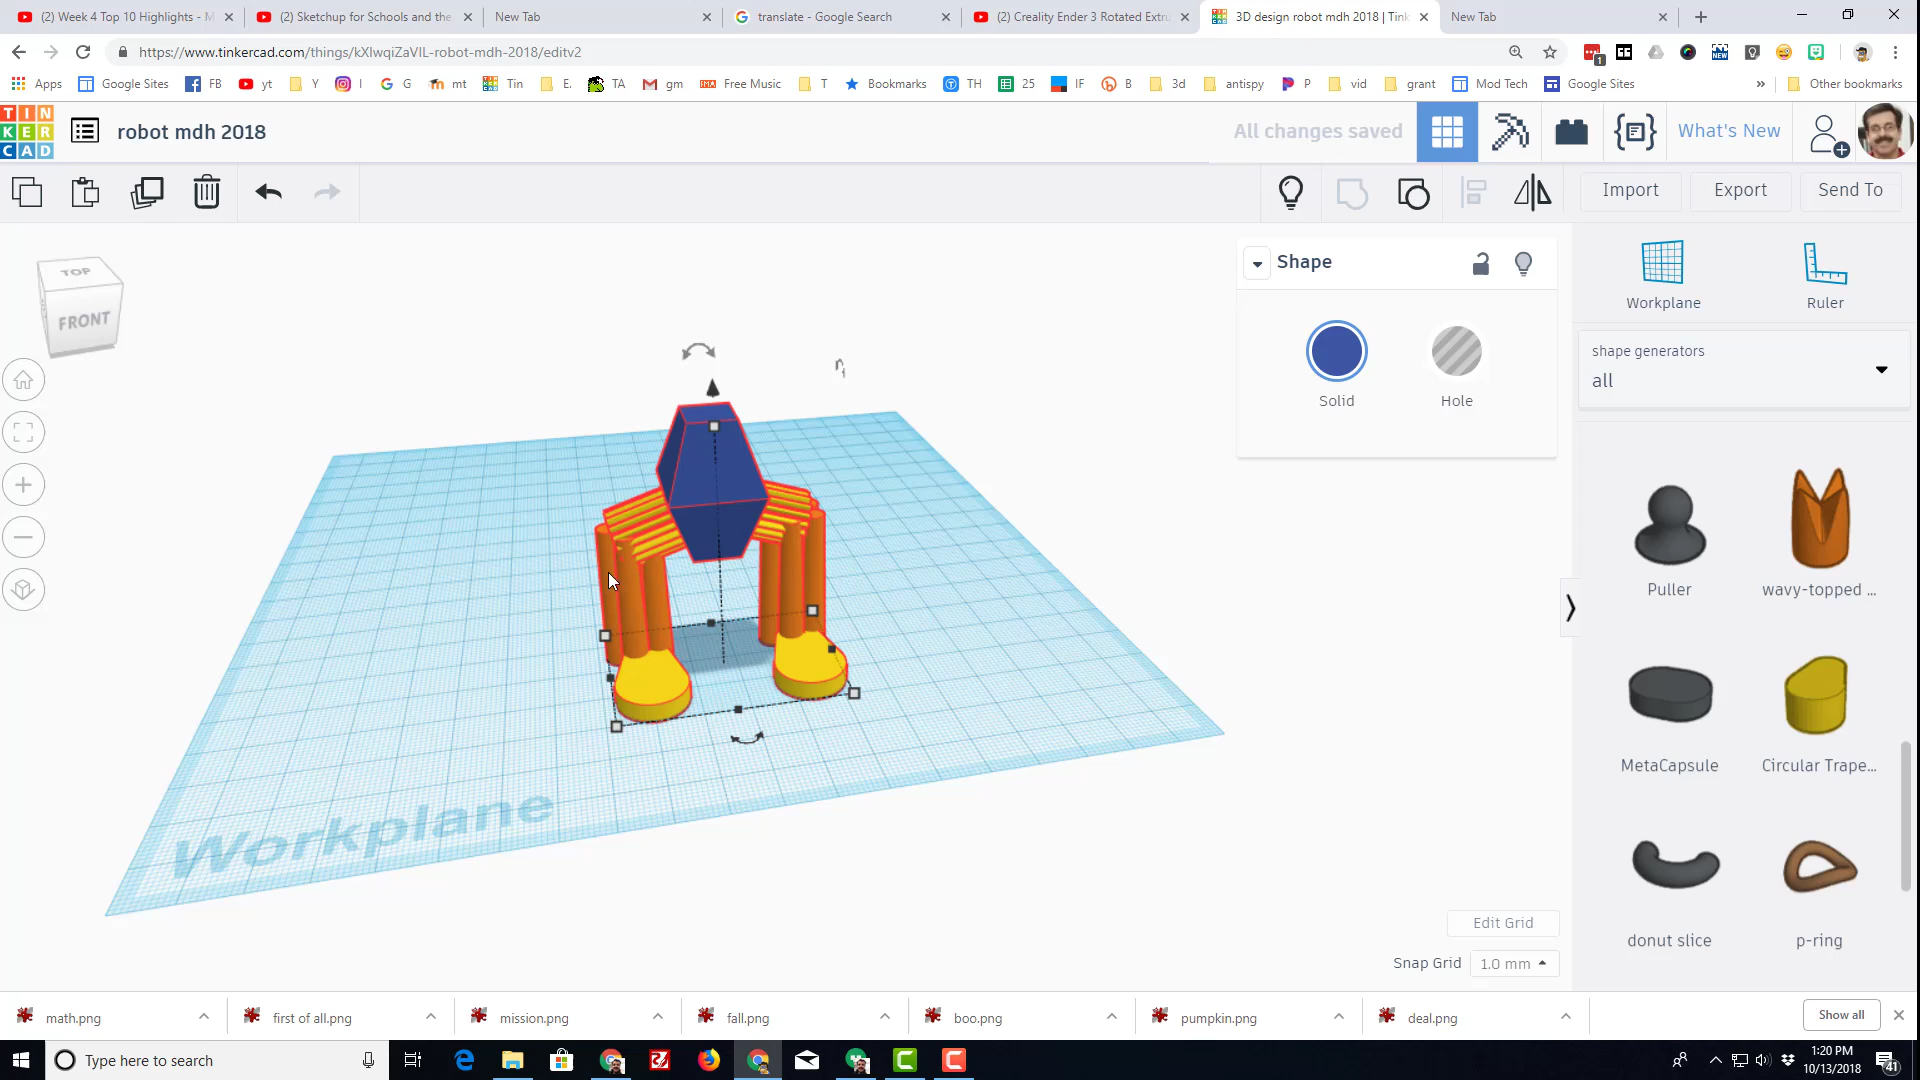 (2) Week 4 Top 10 Highlights - M
(2) Sketchup for Schools and the
New Tab
translate - Google Search
(2) Creality Ender 3 Rotated Extru
3D design robot mdh 2018 | Tink
New Tab
https://www.tinkercad.com/things/kXlwqiZaVIL-robot-mdh-2018/editv2
1
NEW
Apps
Google Sites
FB
yt
Y
I
G
mt
Tin
E.
TA
gm
Free Music
T
Bookmarks
TH
25
IF
B
3d
antispy
P
vid
grant
Mod Tech
Google Sites
»
Other bookmarks
TIN
KER
CAD
robot mdh 2018
All changes saved
What's New
Import
Export
Send To
TOP
FRONT
Shape
Solid
Hole
Workplane
Ruler
shape generators
all
Puller
wavy-topped ...
MetaCapsule
Circular Trape...
donut slice
p-ring
Workplane
Edit Grid
Snap Grid
1.0 mm
math.png
first of all.png
mission.png
fall.png
boo.png
pumpkin.png
deal.png
Show all
Type here to search
1:20 PM
10/13/2018
41